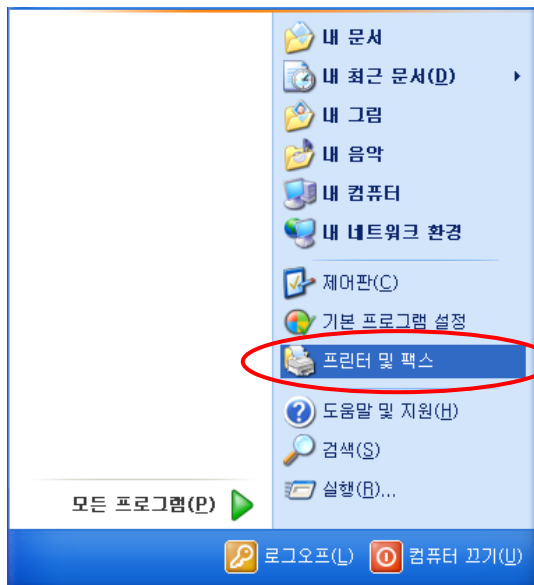 내 문서
내 최근 문서(D)
내 그림
내 음악
내 컴퓨터
내 네트워크 환경
제어판(C)
기본 프로그램 설정
프린터 및 팩스
도움말 및 지원(H)
검색(S)
실행(R)...
모든 프로그램(P)
로그오프(L) 컴퓨터 끄기(U)